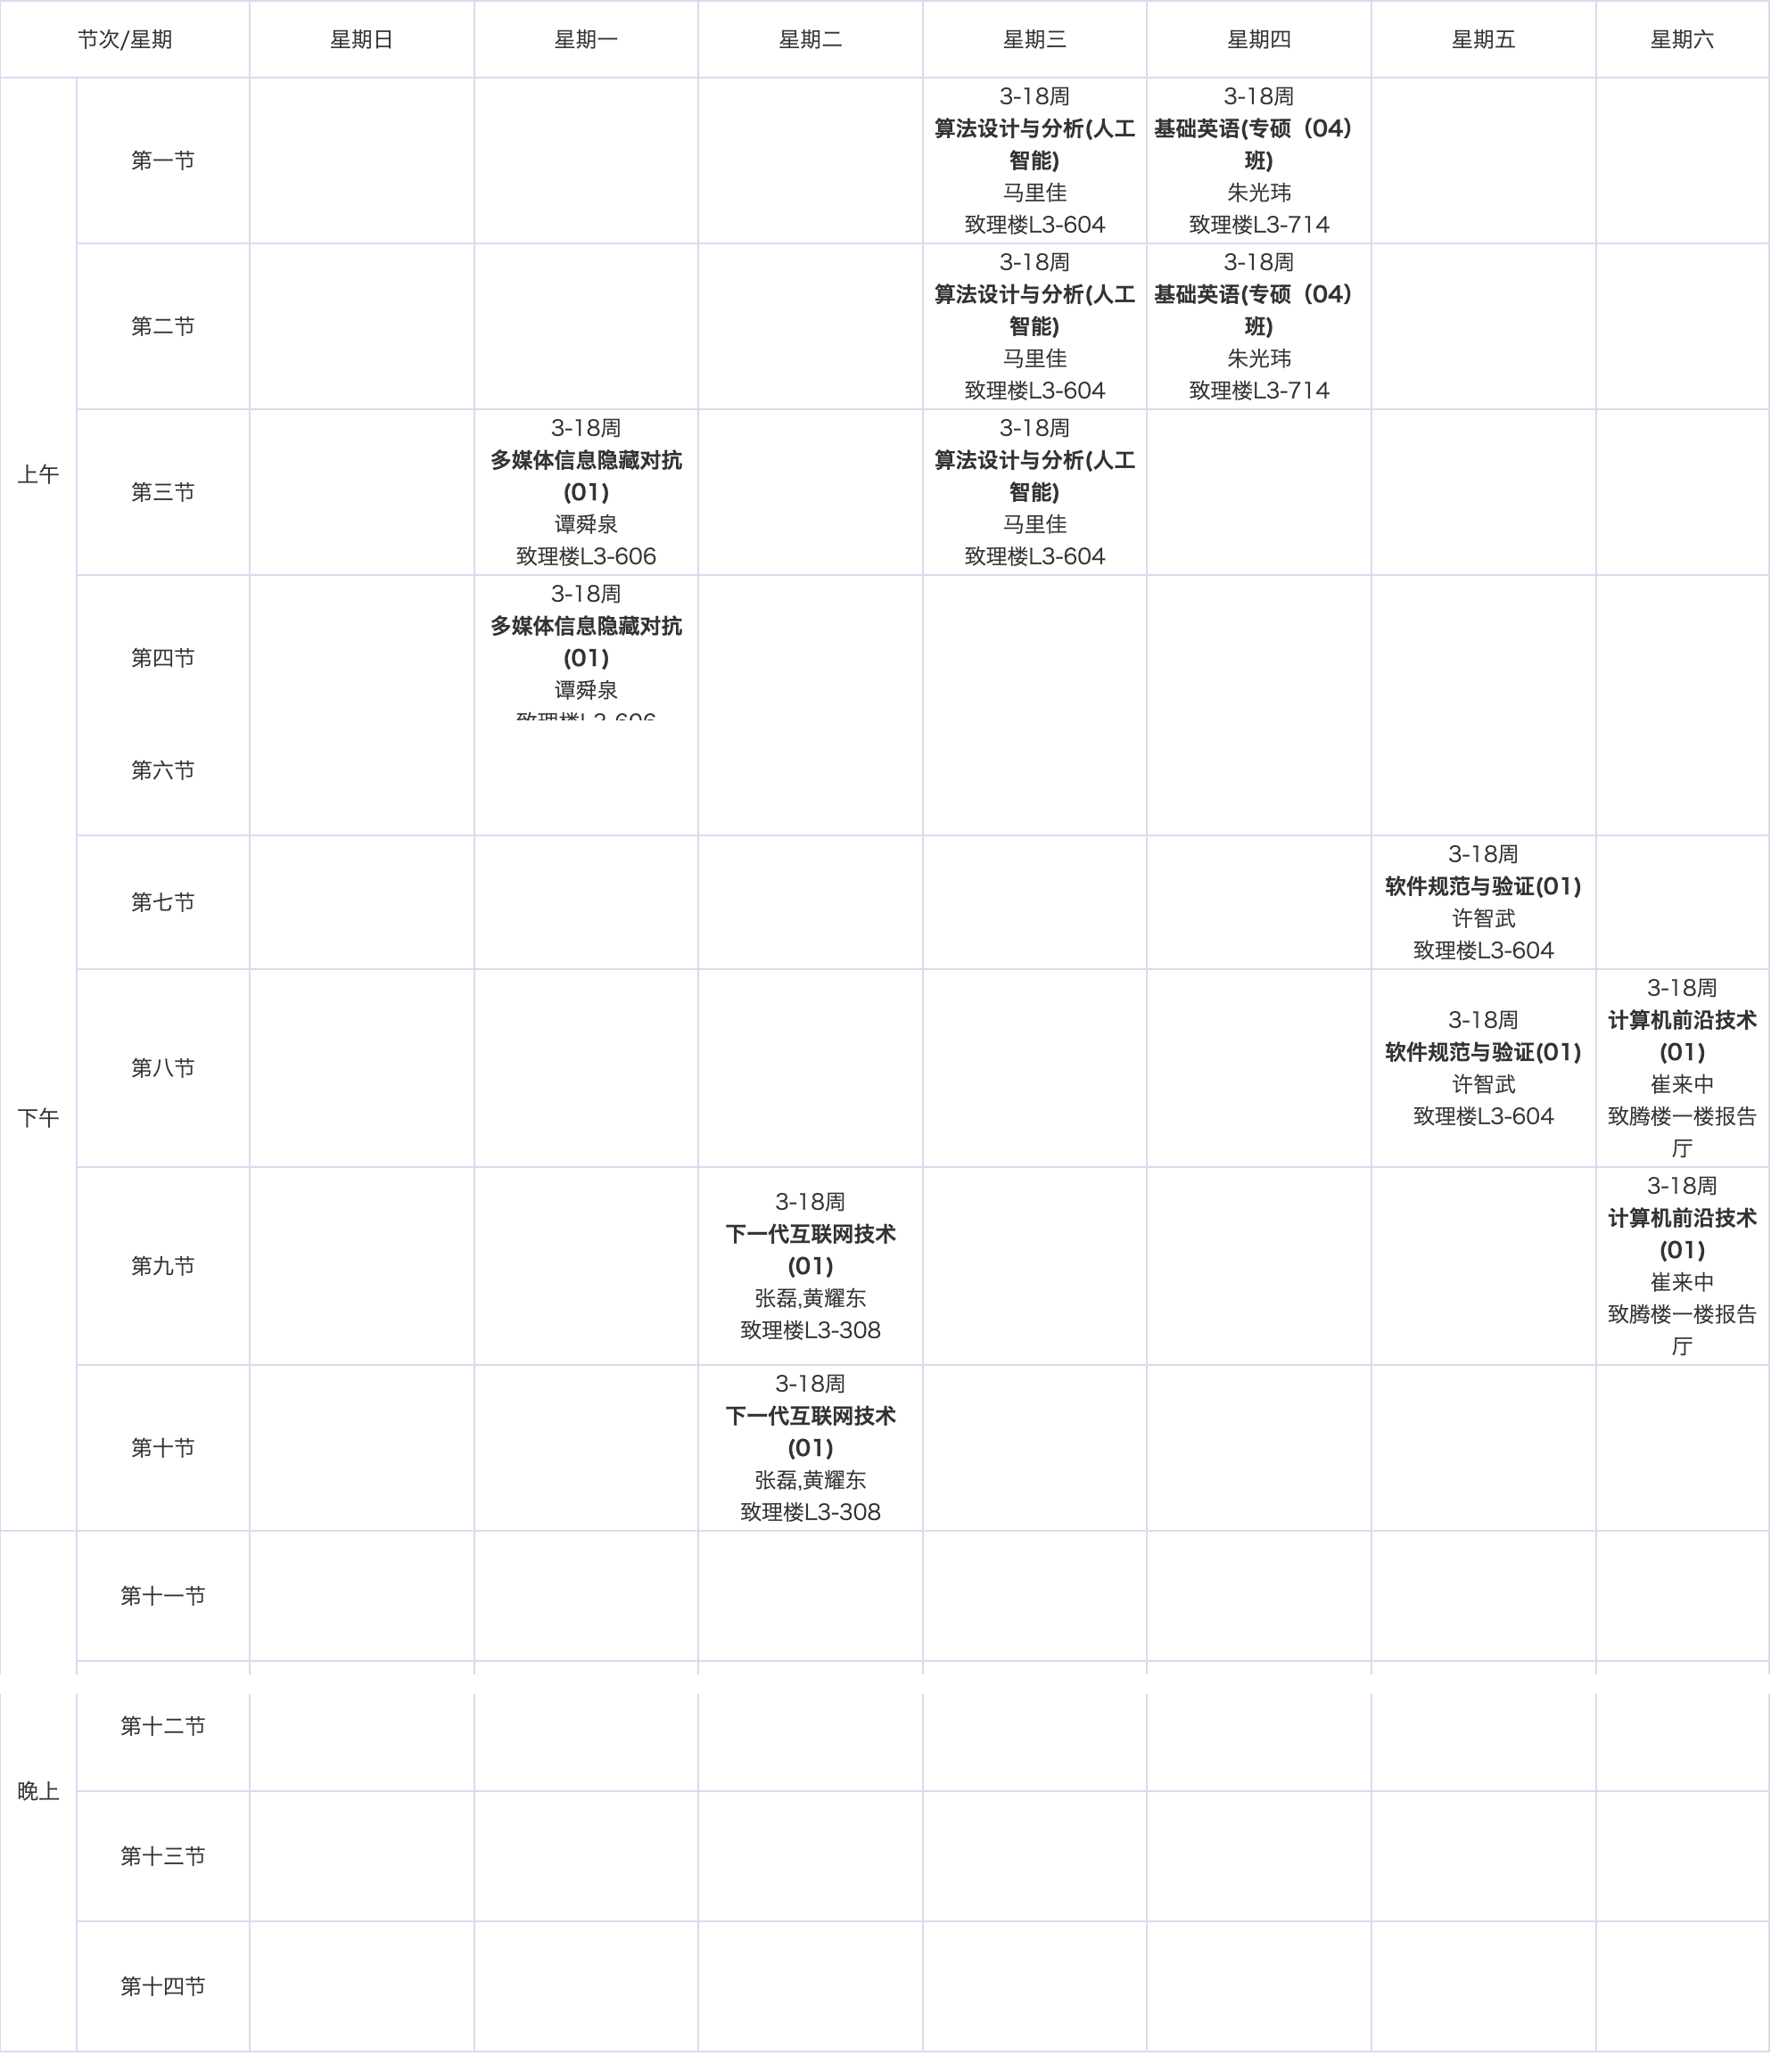 节次/星期 星期日 星期一 星期二 星期三 星期四 星期五 星期六
上午
第一节
3-18周
算法设计与分析(人工
智能)
马里佳
致理楼L3-604
3-18周
基础英语(专硕（04）
班)
朱光玮
致理楼L3-714
第二节
3-18周
算法设计与分析(人工
智能)
马里佳
致理楼L3-604
3-18周
基础英语(专硕（04）
班)
朱光玮
致理楼L3-714
第三节
3-18周
多媒体信息隐藏对抗
(01)
谭舜泉
致理楼L3-606
3-18周
算法设计与分析(人工
智能)
马里佳
致理楼L3-604
第四节
3-18周
多媒体信息隐藏对抗
(01)
谭舜泉
致理楼L3-606
下午
第六节
第七节
3-18周
软件规范与验证(01)
许智武
致理楼L3-604
第八节
3-18周
软件规范与验证(01)
许智武
致理楼L3-604
3-18周
计算机前沿技术
(01)
崔来中
致腾楼一楼报告
厅
第九节
3-18周
下一代互联网技术
(01)
张磊,黄耀东
致理楼L3-308
3-18周
计算机前沿技术
(01)
崔来中
致腾楼一楼报告
厅
第十节
3-18周
下一代互联网技术
(01)
张磊,黄耀东
致理楼L3-308
晚上
第十一节
第十二节
第十三节
第十四节